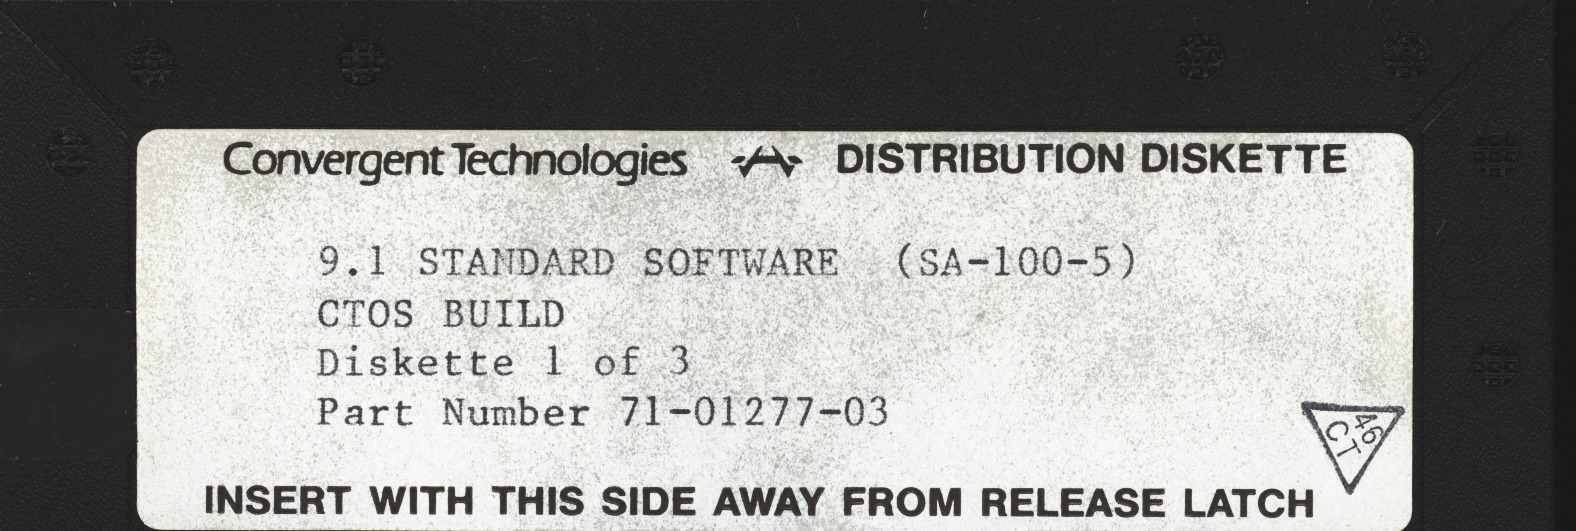 Convergent Technologies DISTRIBUTION DISKETTE
9.1 STANDARD SOFTWARE (SA-100-5)
CTOS BUILD
Diskette 1 of 3
Part Number 71-01277-03
46
CT
INSERT WITH THIS SIDE AWAY FROM RELEASE LATCH